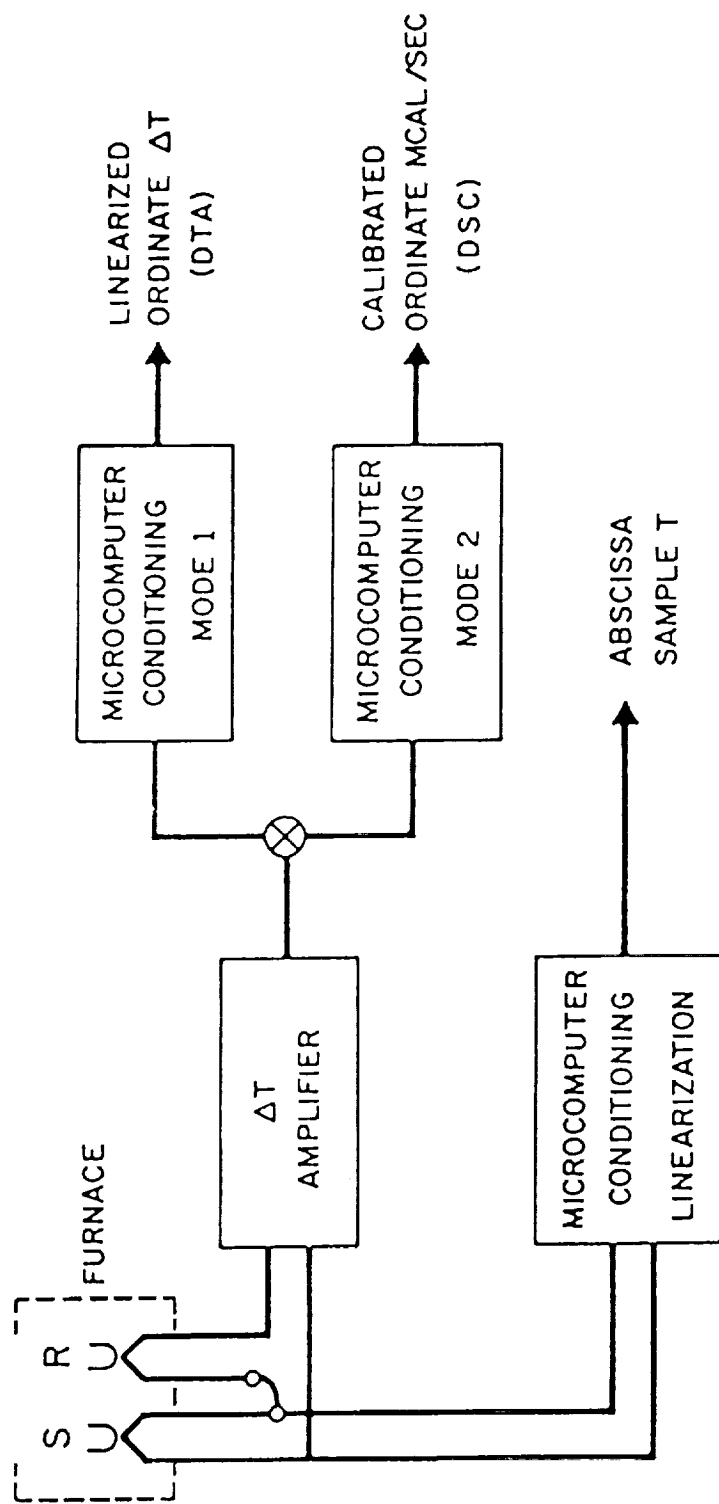 S R
FURNACE
ΔT
AMPLIFIER
MICROCOMPUTER
CONDITIONING
MODE 1
LINEARIZED
ORDINATE ΔT
(DTA)
MICROCOMPUTER
CONDITIONING
MODE 2
CALIBRATED
ORDINATE MCAL/SEC
(DSC)
MICROCOMPUTER
CONDITIONING
LINEARIZATION
ABSCISSA
SAMPLE T